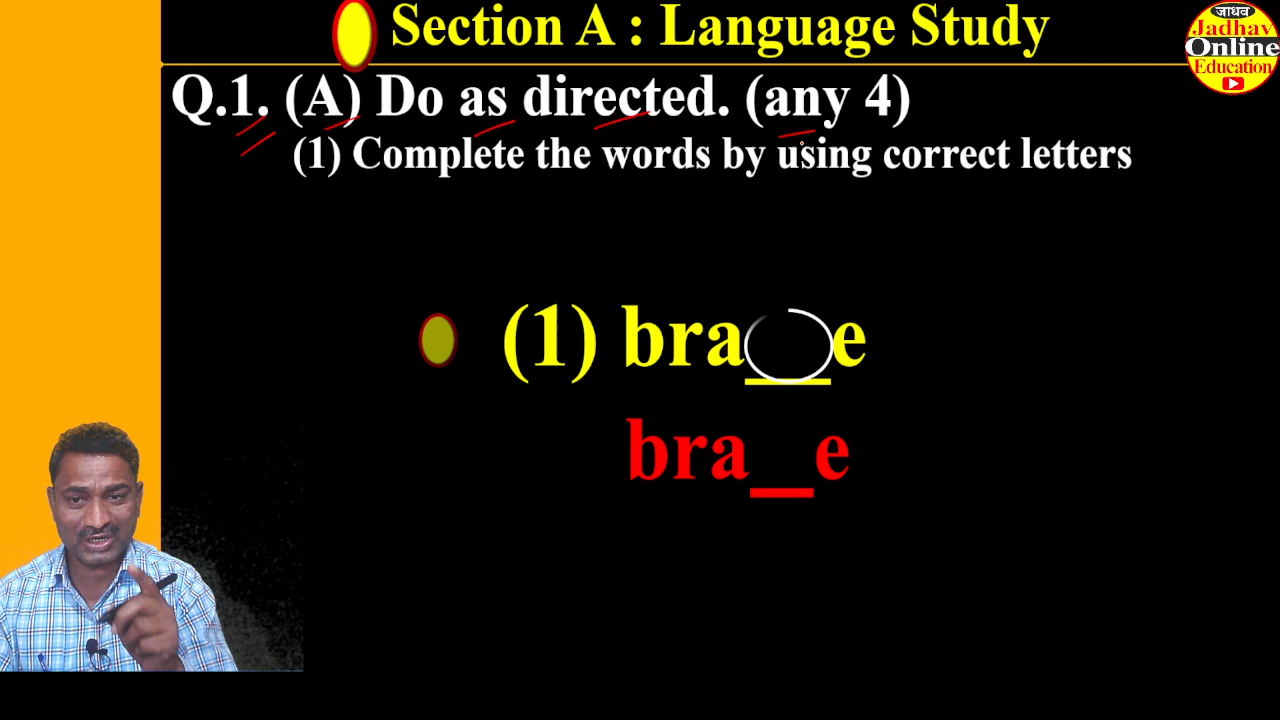 Section A : Language Study
जाधव
Jadhav
Online
Education
Q.1. (A) Do as directed. (any 4)
(1) Complete the words by using correct letters
(1) bra__e
bra_e